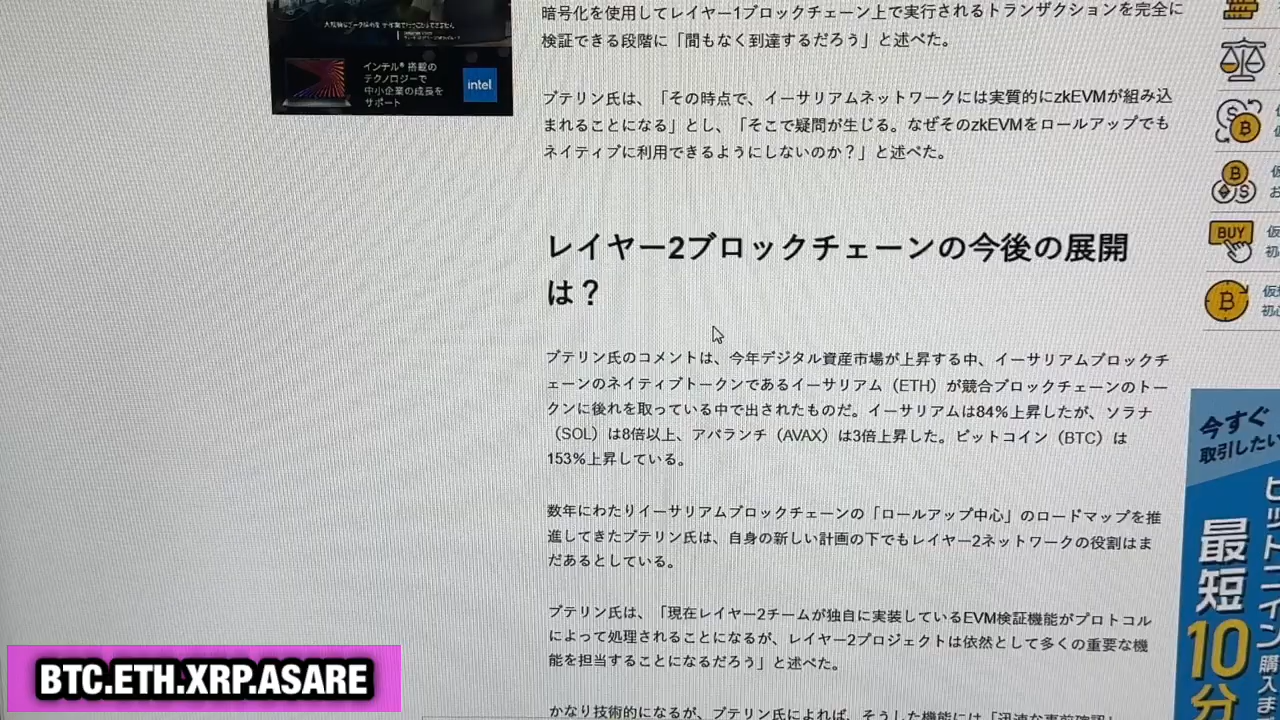 暗号化を使用してレイヤー1ブロックチェーン上で実行されるトランザクションを完全に
検証できる段階に「間もなく到達するだろう」と述べた。
インテル® 搭載の
テクノロジーで
中小企業の成長を
サポート
intel
ブテリン氏は、「その時点で、イーサリアムネットワークには実質的にzkEVMが組み込
まれることになる」とし、「そこで疑問が生じる。なぜそのzkEVMをロールアップでも
ネイティブに利用できるようにしないのか？」と述べた。
レイヤー2ブロックチェーンの今後の展開
は？
ブテリン氏のコメントは、今年デジタル資産市場が上昇する中、イーサリアムブロックチ
ェーンのネイティブトークンであるイーサリアム（ETH）が競合ブロックチェーンのトー
クンに後れを取っている中で出されたものだ。イーサリアムは84%上昇したが、ソラナ
（SOL）は8倍以上、アバランチ（AVAX）は3倍上昇した。ビットコイン（BTC）は
153%上昇している。
数年にわたりイーサリアムブロックチェーンの「ロールアップ中心」のロードマップを推
進してきたブテリン氏は、自身の新しい計画の下でもレイヤー2ネットワークの役割はま
だあるとしている。
ブテリン氏は、「現在レイヤー2チームが独自に実装しているEVM検証機能がプロトコル
によって処理されることになるが、レイヤー2プロジェクトは依然として多くの重要な機
能を担当することになるだろう」と述べた。
かなり技術的になるが、ブテリン氏によれば、そうした機能には「迅速な事前確認」
BUY
今すぐ
取引したい
ビットコイン購入ま
最短10分
BTC.ETH.XRP.ASARE